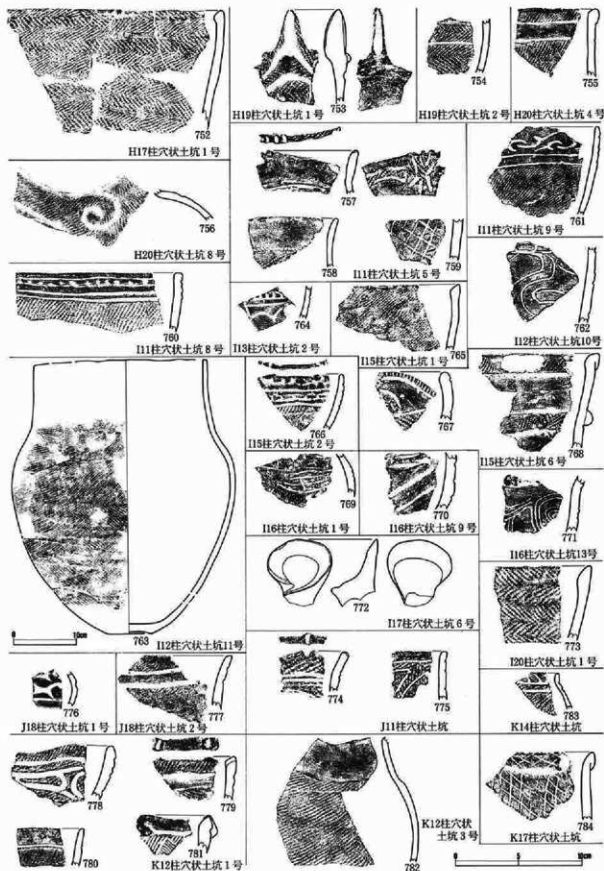 752
H17柱穴状土坑 1 号
753
H19柱穴状土坑 1 号
754
H19柱穴状土坑 2 号
755
H20柱穴状土坑 4 号
756
H20柱穴状土坑 8 号
757
758
759
I11柱穴状土坑 5 号
761
I11柱穴状土坑 9 号
760
I11柱穴状土坑 8 号
764
I13柱穴状土坑 2 号
765
I15柱穴状土坑 1 号
762
I12柱穴状土坑10号
763
0 10cm
I12柱穴状土坑11号
766
I15柱穴状土坑 2 号
767
768
I15柱穴状土坑 6 号
769
I16柱穴状土坑 1 号
770
I16柱穴状土坑 9 号
771
I16柱穴状土坑13号
772
I17柱穴状土坑 6 号
773
I20柱穴状土坑 1 号
776
J18柱穴状土坑 1 号
777
J18柱穴状土坑 2 号
774
775
J11柱穴状土坑
783
K14柱穴状土坑
778
779
780
781
K12柱穴状土坑 1 号
782
K12柱穴状
土坑 3 号
784
K17柱穴状土坑
0 5 10cm